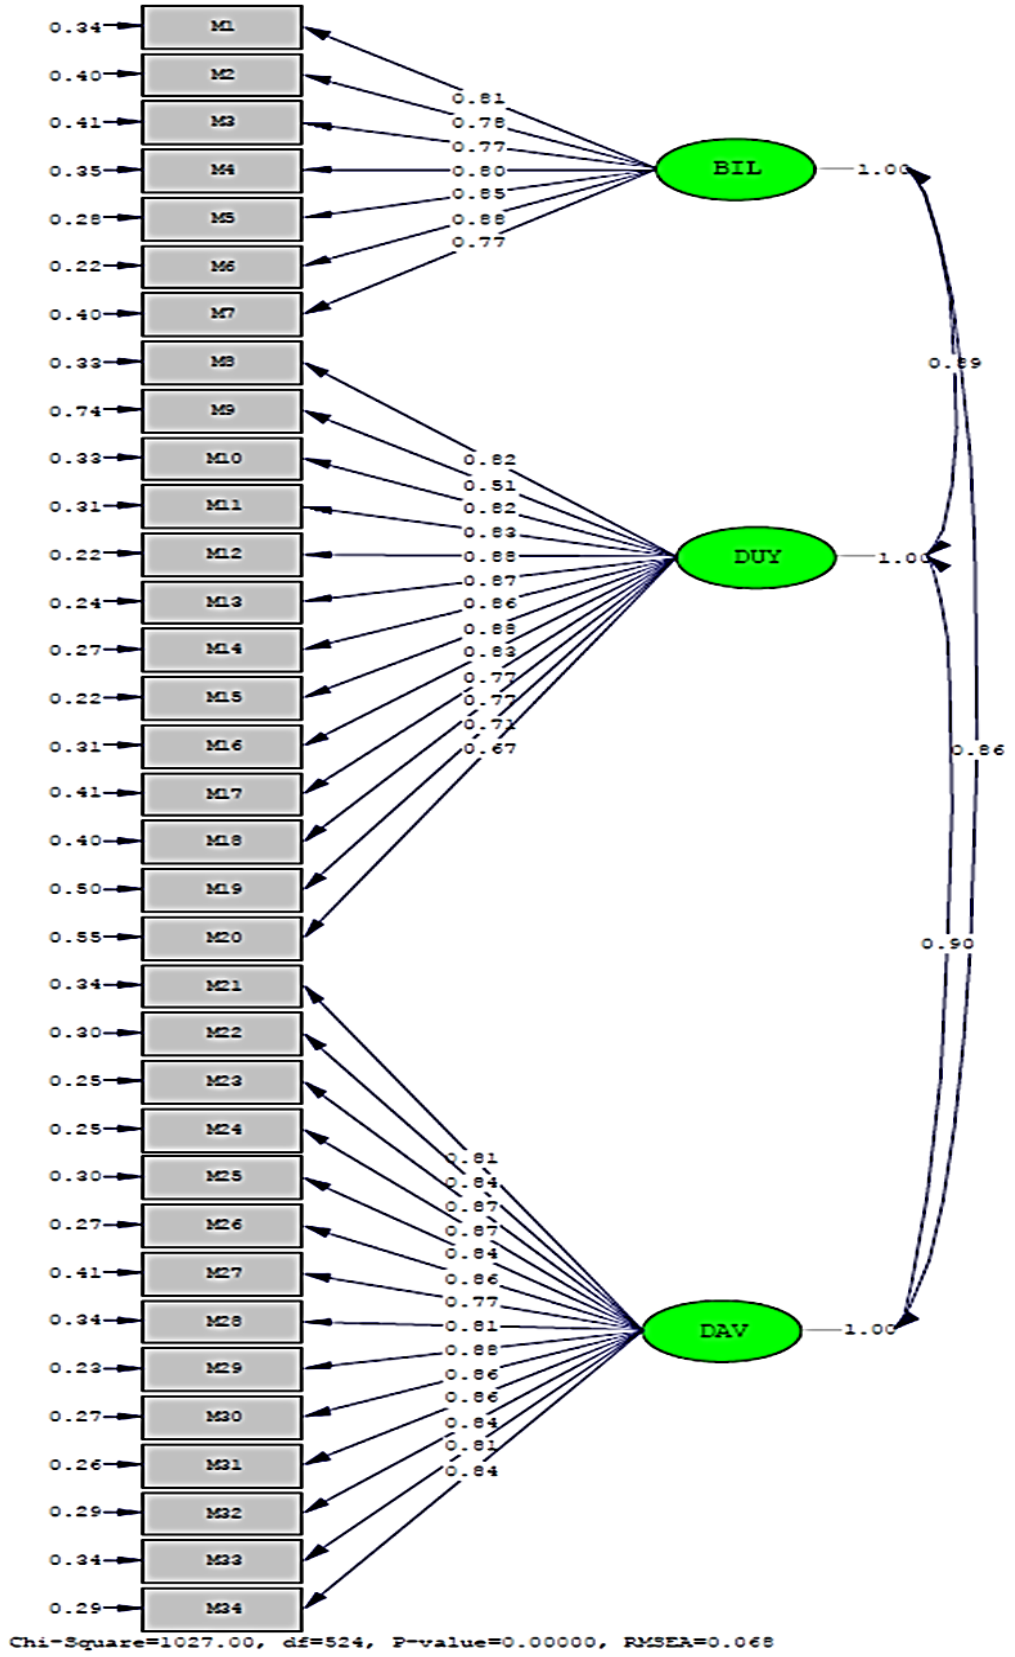 0.34 M1
0.40 M2
0.41 M3
0.35 M4
0.28 M5
0.22 M6
0.40 M7
0.33 M8
0.74 M9
0.33 M10
0.31 M11
0.22 M12
0.24 M13
0.27 M14
0.22 M15
0.31 M16
0.41 M17
0.40 M18
0.50 M19
0.55 M20
0.34 M21
0.30 M22
0.25 M23
0.25 M24
0.30 M25
0.27 M26
0.41 M27
0.34 M28
0.23 M29
0.27 M30
0.26 M31
0.29 M32
0.34 M33
0.29 M34
0.81
0.78
0.77
0.80
0.85
0.88
0.77
BIL 1.00
0.82
0.51
0.82
0.83
0.88
0.87
0.86
0.88
0.83
0.77
0.77
0.71
0.67
DUY 1.00
0.81
0.84
0.87
0.87
0.84
0.86
0.77
0.81
0.88
0.86
0.86
0.84
0.81
0.84
DAV 1.00
0.89
0.86
0.90
Chi-Square=1027.00, df=524, P-value=0.00000, RMSEA=0.068